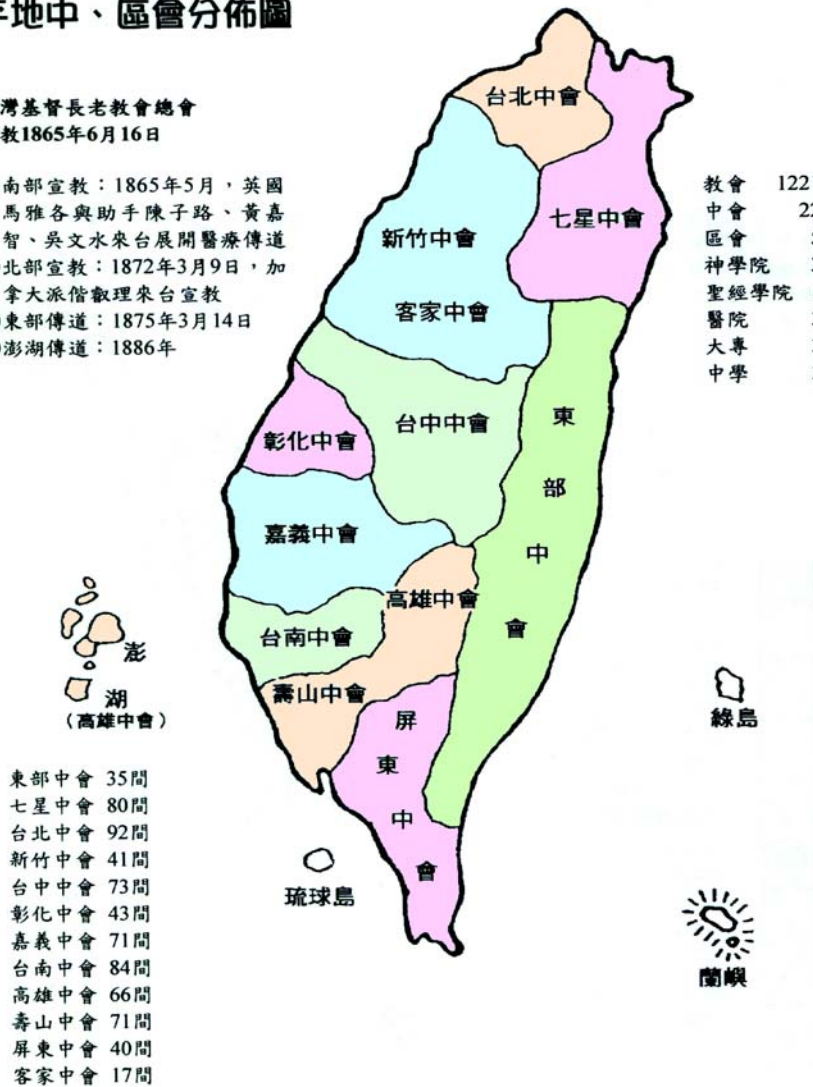 地中、區會分佈圖
灣基督長老教會總會
教1865年6月16日
南部宣教：1865年5月，英國
馬雅各與助手陳子路、黃嘉
智、吳文水來台展開醫療傳道
北部宣教：1872年3月9日，加
拿大派偕叡理來台宣教
東部傳道：1875年3月14日
澎湖傳道：1886年
教會 122
中會 22
區會
神學院
聖經學院
醫院
大專
中學
台北中會
七星中會
新竹中會
客家中會
台中中會
彰化中會
東部中會
嘉義中會
高雄中會
台南中會
壽山中會
屏東中會
澎
湖
（高雄中會）
綠島
琉球島
蘭嶼
東部中會 35間
七星中會 80間
台北中會 92間
新竹中會 41間
台中中會 73間
彰化中會 43間
嘉義中會 71間
台南中會 84間
高雄中會 66間
壽山中會 71間
屏東中會 40間
客家中會 17間